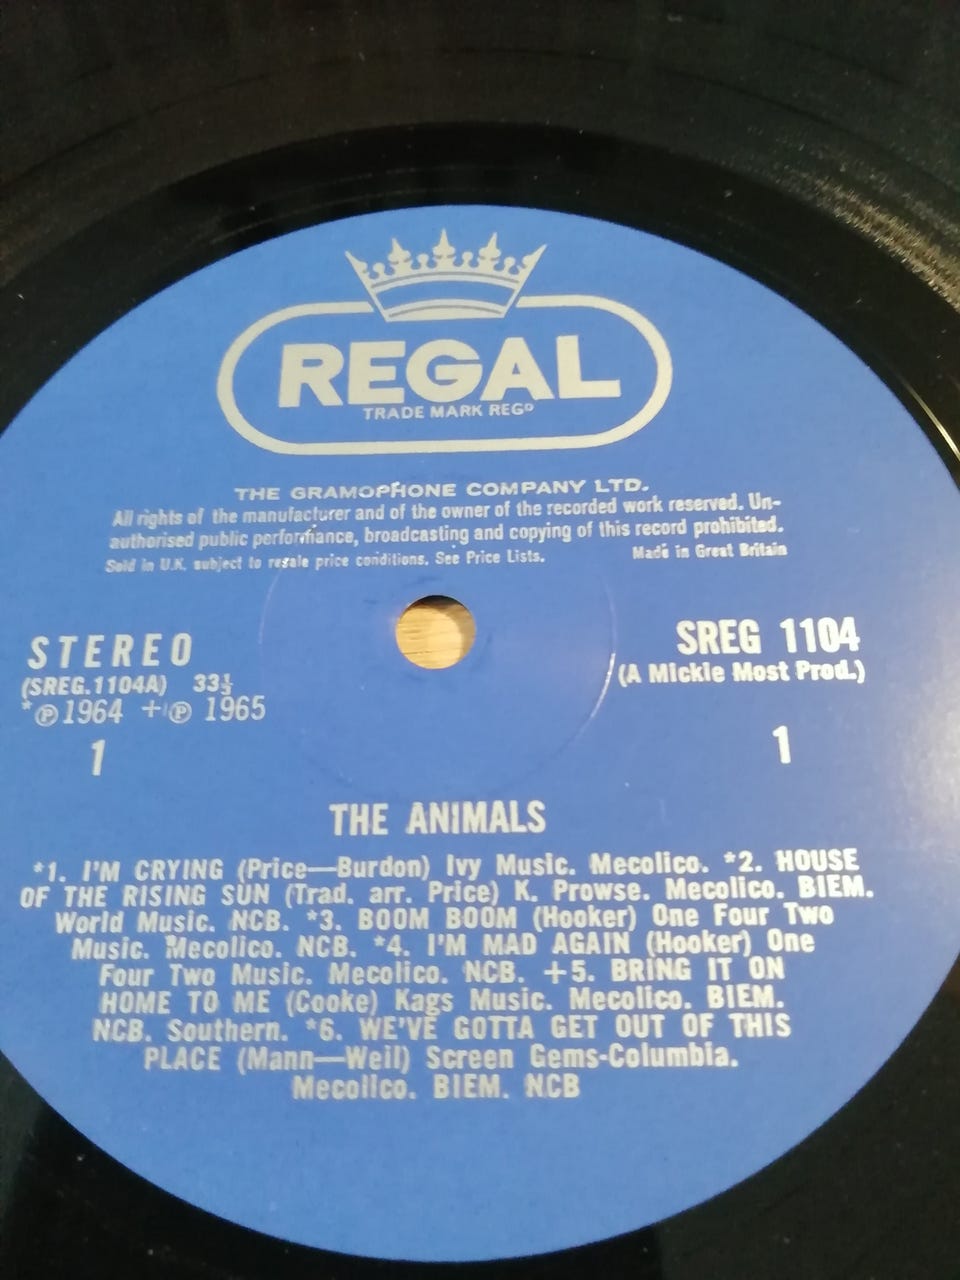 REGAL
TRADE MARK REGD
THE GRAMOPHONE COMPANY LTD.
All rights of the manufacturer and of the owner of the recorded work reserved. Un-
authorised public performance, broadcasting and copying of this record prohibited.
Sold in U.K. subject to resale price conditions. See Price Lists. Made in Great Britain
STEREO SREG 1104
(SREG.1104A) 33⅓ (A Mickie Most Prod.)
*℗1964 +℗ 1965
1 1
THE ANIMALS
*1. I'M CRYING (Price—Burdon) Ivy Music. Mecolico. *2. HOUSE
OF THE RISING SUN (Trad. arr. Price) K. Prowse. Mecolico. BIEM.
World Music. NCB. *3. BOOM BOOM (Hooker) One Four Two
Music. Mecolico. NCB. *4. I'M MAD AGAIN (Hooker) One
Four Two Music. Mecolico. NCB. +5. BRING IT ON
HOME TO ME (Cooke) Kags Music. Mecolico. BIEM.
NCB. Southern. *6. WE'VE GOTTA GET OUT OF THIS
PLACE (Mann—Weil) Screen Gems-Columbia.
Mecolico. BIEM. NCB